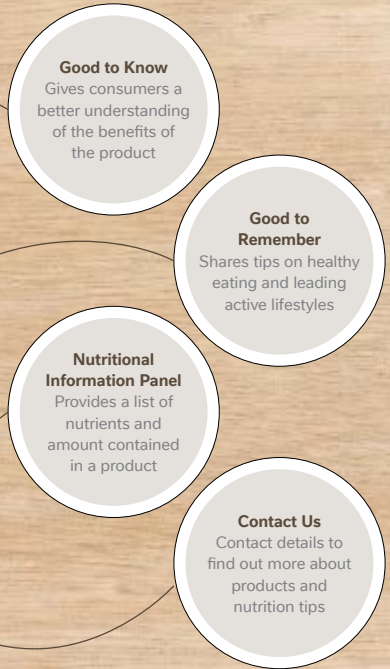 Good to Know
Gives consumers a
better understanding
of the benefits of
the product
Good to
Remember
Shares tips on healthy
eating and leading
active lifestyles
Nutritional
Information Panel
Provides a list of
nutrients and
amount contained
in a product
Contact Us
Contact details to
find out more about
products and
nutrition tips